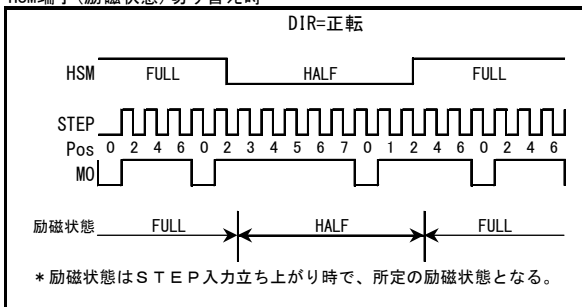 HSM端子(励磁状態)切り替え時
DIR=正転
HSM FULL HALF FULL
STEP
Pos 0 2 4 6 0 2 3 4 5 6 7 0 1 2 4 6 0 2 4 6
MO
励磁状態 FULL HALF FULL
*励磁状態はＳＴＥＰ入力立ち上がり時で、所定の励磁状態となる。